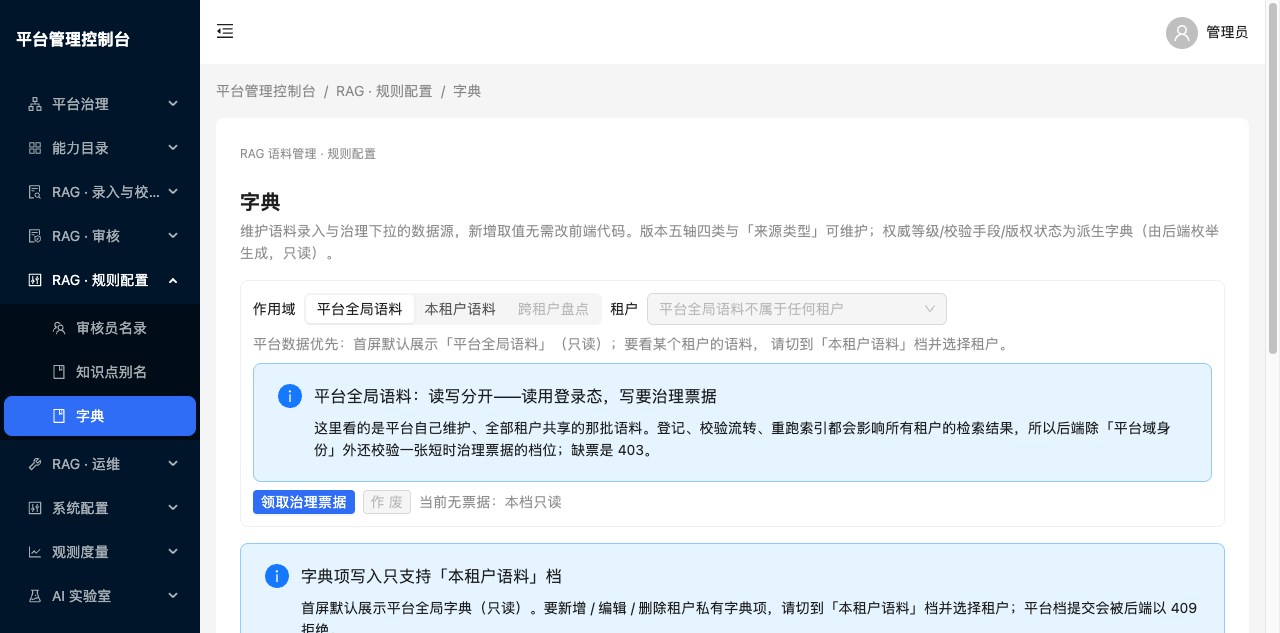 平台管理控制台
管理员
平台治理
能力目录
RAG · 录入与校...
RAG · 审核
RAG · 规则配置
审核员名录
知识点别名
字典
RAG · 运维
系统配置
观测度量
AI 实验室
平台管理控制台 / RAG · 规则配置 / 字典
RAG 语料管理 · 规则配置
字典
维护语料录入与治理下拉的数据源，新增取值无需改前端代码。版本五轴四类与「来源类型」可维护；权威等级/校验手段/版权状态为派生字典（由后端枚举
生成，只读）。
作用域 平台全局语料 本租户语料 跨租户盘点 租户 平台全局语料不属于任何租户
平台数据优先：首屏默认展示「平台全局语料」（只读）；要看某个租户的语料， 请切到「本租户语料」档并选择租户。
平台全局语料：读写分开——读用登录态，写要治理票据
这里看的是平台自己维护、全部租户共享的那批语料。登记、校验流转、重跑索引都会影响所有租户的检索结果，所以后端除「平台域身
份」外还校验一张短时治理票据的档位；缺票是 403。
领取治理票据 作 废 当前无票据：本档只读
字典项写入只支持「本租户语料」档
首屏默认展示平台全局字典（只读）。要新增 / 编辑 / 删除租户私有字典项，请切到「本租户语料」档并选择租户；平台档提交会被后端以 409
拒绝